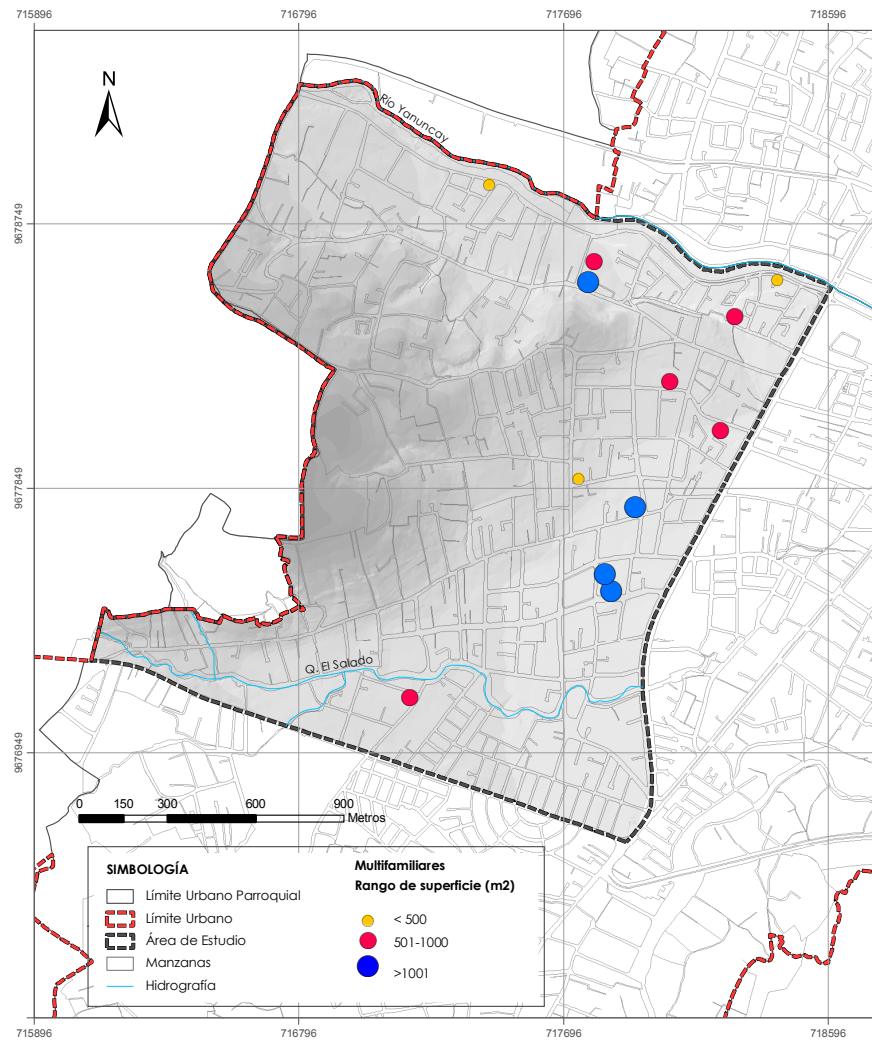 715896 716796 717696 718596
N
Río Yanuncay
9678749
9677849
Q. El Salado
9676949
0 150 300 600 900
Metros
SIMBOLOGÍA
Límite Urbano Parroquial
Límite Urbano
Área de Estudio
Manzanas
Hidrografía
Multifamiliares
Rango de superficie (m2)
< 500
501-1000
>1001
715896 716796 717696 718596